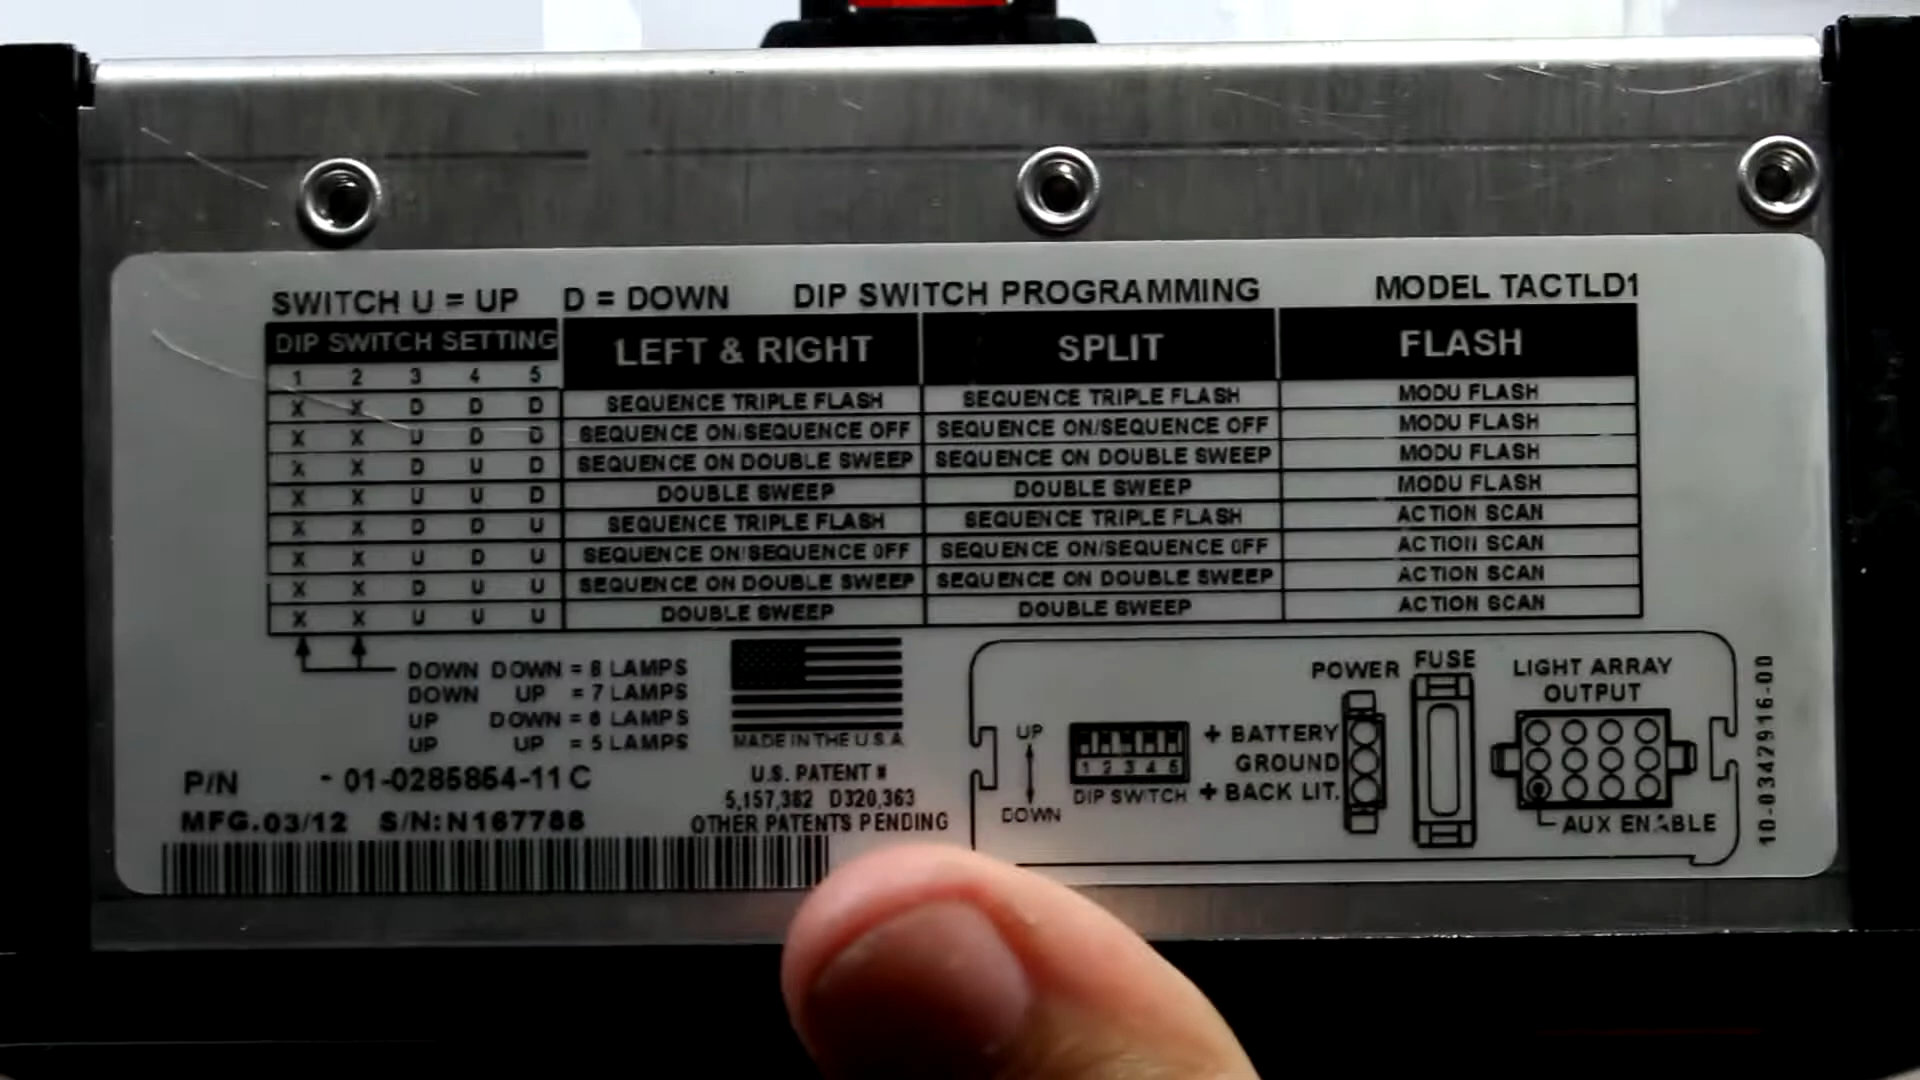 SWITCH U = UP D = DOWN DIP SWITCH PROGRAMMING MODEL TACTLD1
DIP SWITCH SETTING LEFT & RIGHT SPLIT FLASH
1 2 3 4 5
X X D D D SEQUENCE TRIPLE FLASH SEQUENCE TRIPLE FLASH MODU FLASH
X X U D D SEQUENCE ON/SEQUENCE OFF SEQUENCE ON/SEQUENCE OFF MODU FLASH
X X D U D SEQUENCE ON DOUBLE SWEEP SEQUENCE ON DOUBLE SWEEP MODU FLASH
X X U U D DOUBLE SWEEP DOUBLE SWEEP MODU FLASH
X X D D U SEQUENCE TRIPLE FLASH SEQUENCE TRIPLE FLASH ACTION SCAN
X X U D U SEQUENCE ON/SEQUENCE OFF SEQUENCE ON/SEQUENCE OFF ACTION SCAN
X X D U U SEQUENCE ON DOUBLE SWEEP SEQUENCE ON DOUBLE SWEEP ACTION SCAN
X X U U U DOUBLE SWEEP DOUBLE SWEEP ACTION SCAN
DOWN DOWN = 8 LAMPS
DOWN UP = 7 LAMPS
UP DOWN = 6 LAMPS
UP UP = 5 LAMPS
P/N - 01-0285854-11 C
MFG.03/12 S/N:N167788
MADE IN THE U.S.A
U.S. PATENT #
5,157,382 D320,363
OTHER PATENTS PENDING
UP
DOWN
1 2 3 4 5
DIP SWITCH
+ BATTERY
GROUND
+ BACK LIT.
POWER
FUSE
LIGHT ARRAY
OUTPUT
AUX ENABLE
10-0342916-00